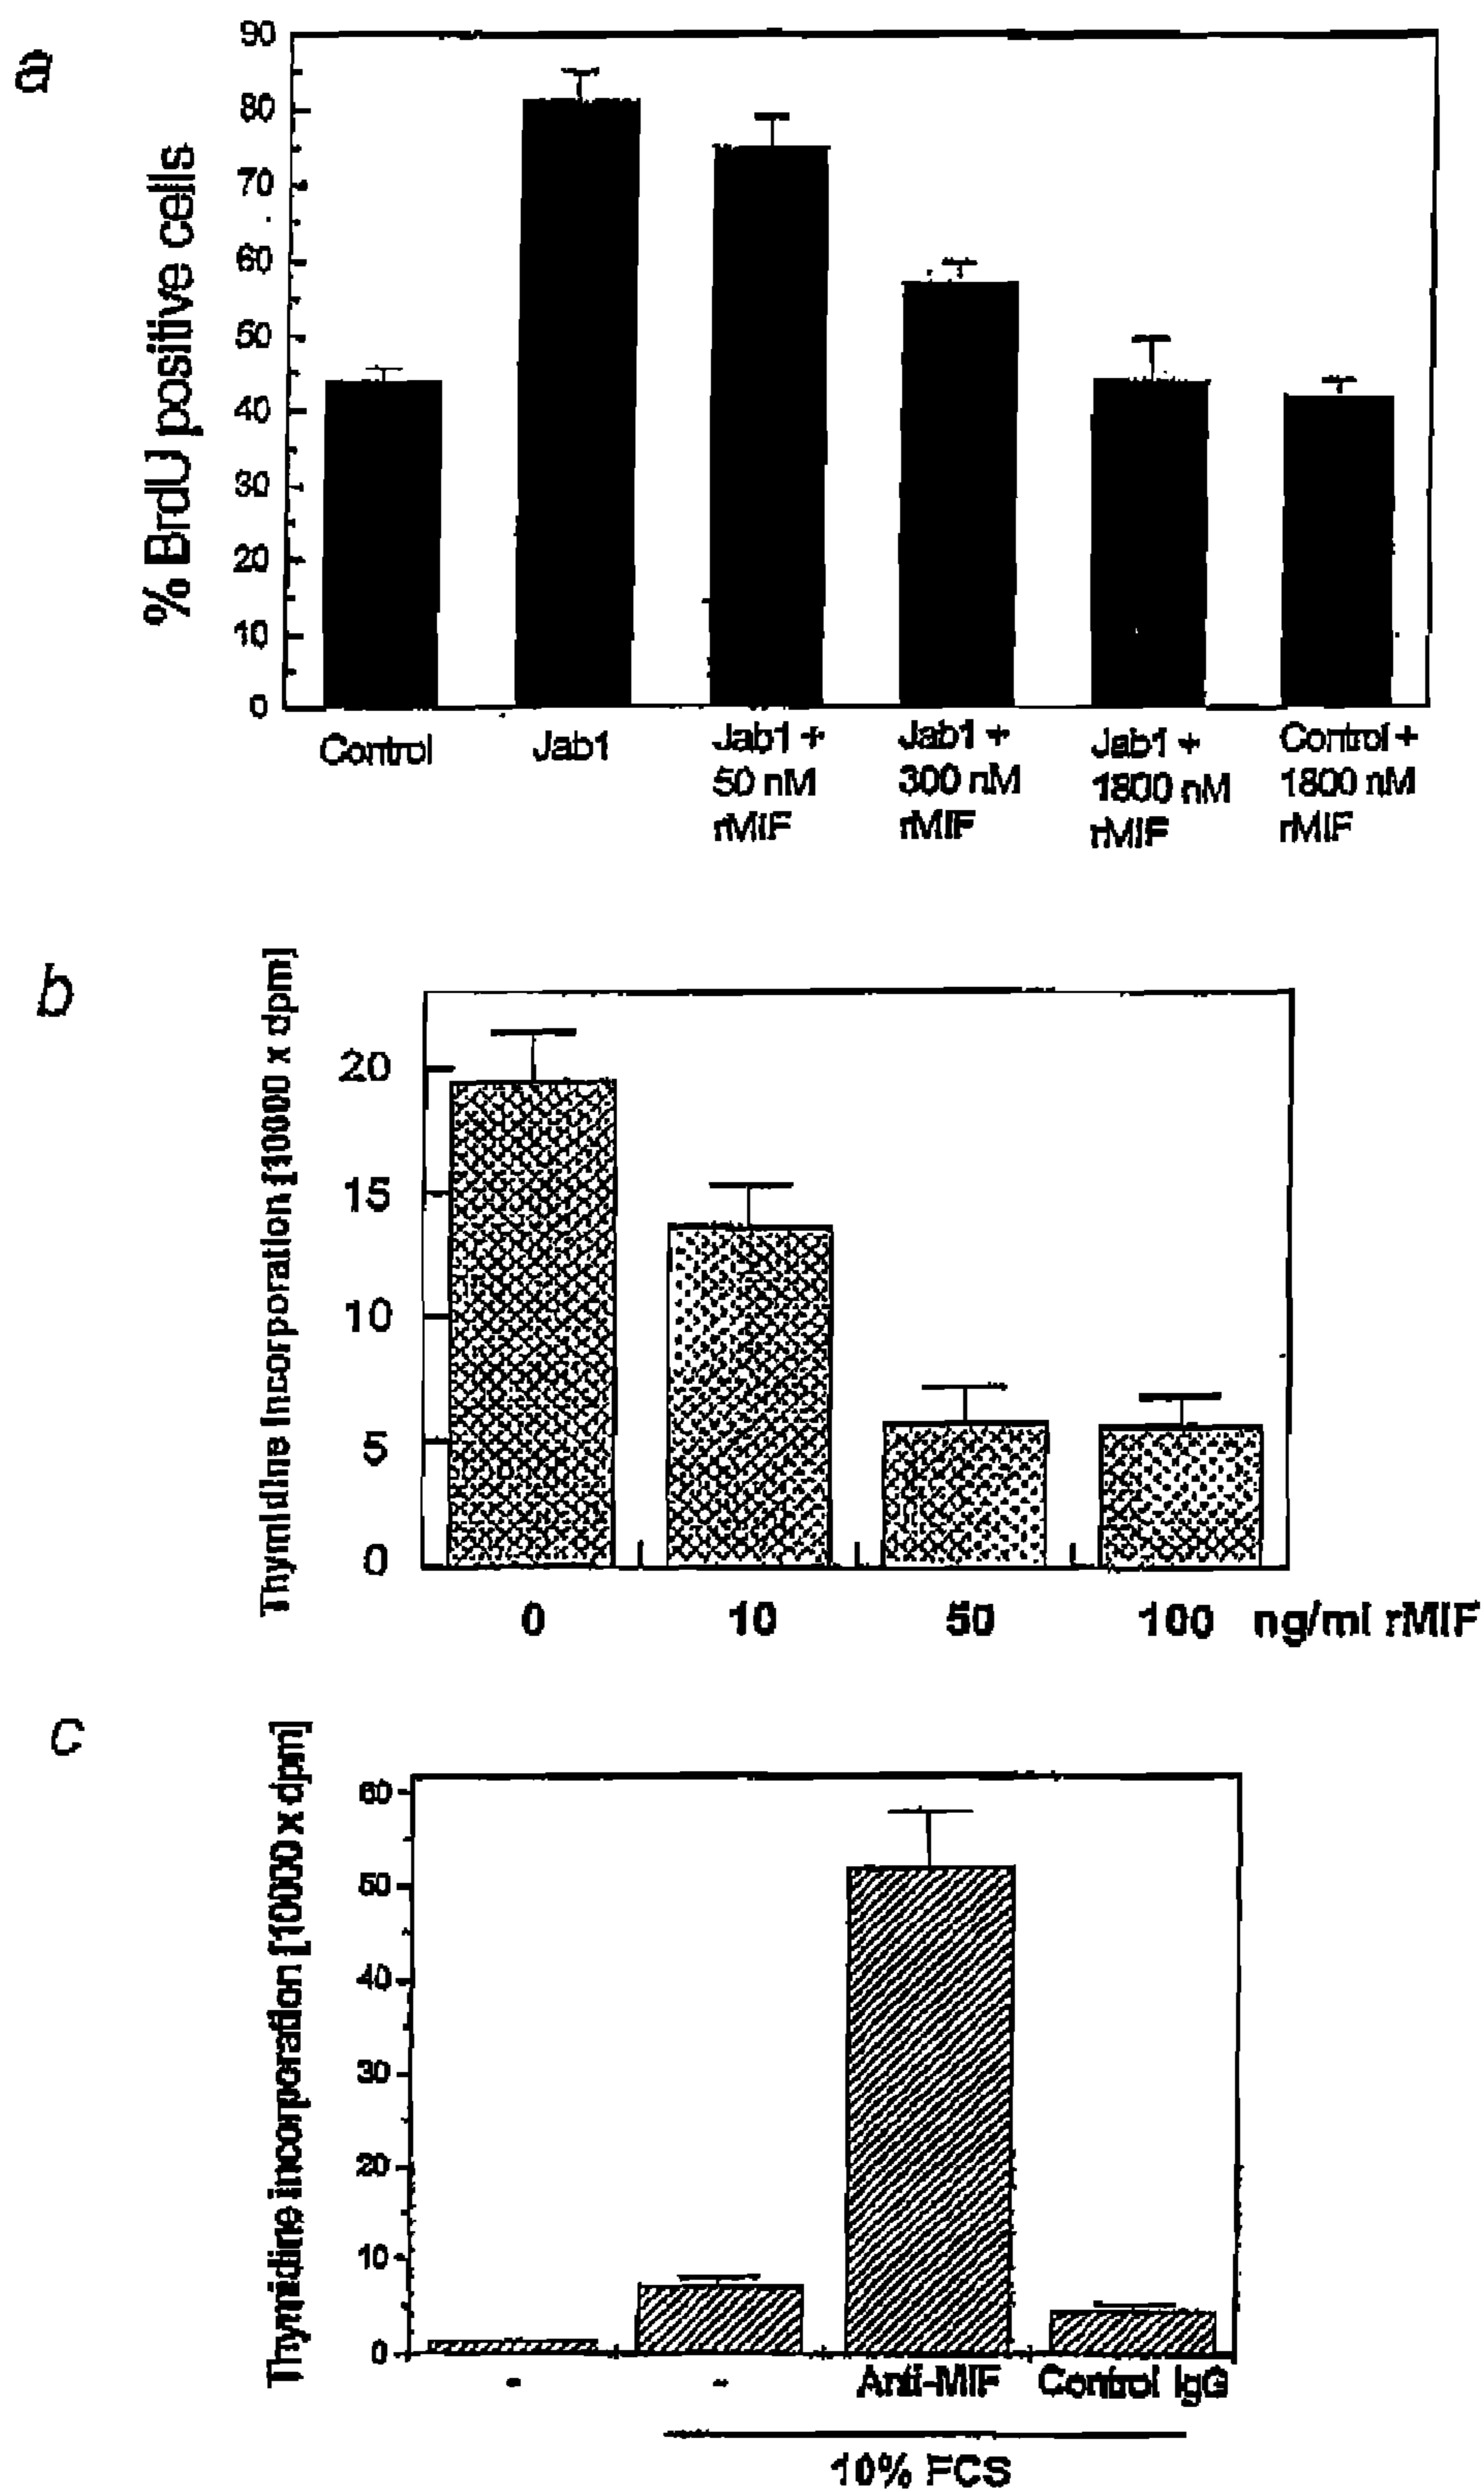 a
% BrdU positive cells
90
80
70
60
50
40
30
20
10
0
Control
Jab1
Jab1 +
50 nM
rMIF
Jab1 +
300 nM
rMIF
Jab1 +
1800 nM
rMIF
Control +
1800 nM
rMIF
b
Thymidine incorporation [1000 x dpm]
20
15
10
5
0
0 10 50 100 ng/ml rMIF
c
Thymidine incorporation [1000 x dpm]
60
50
40
30
20
10
0
- - Anti-MIF Control IgG
10% FCS